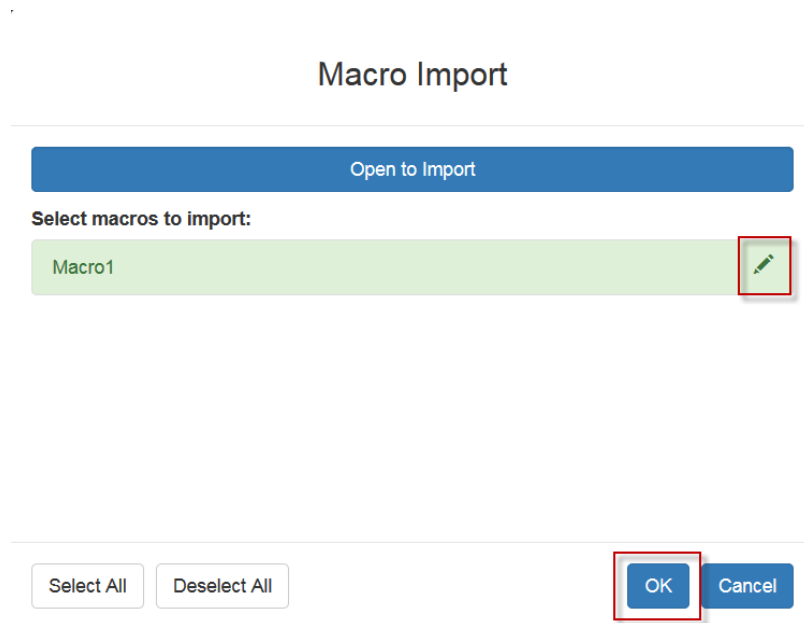 Macro Import
Open to Import
Select macros to import:
Macro1
Select All Deselect All OK Cancel